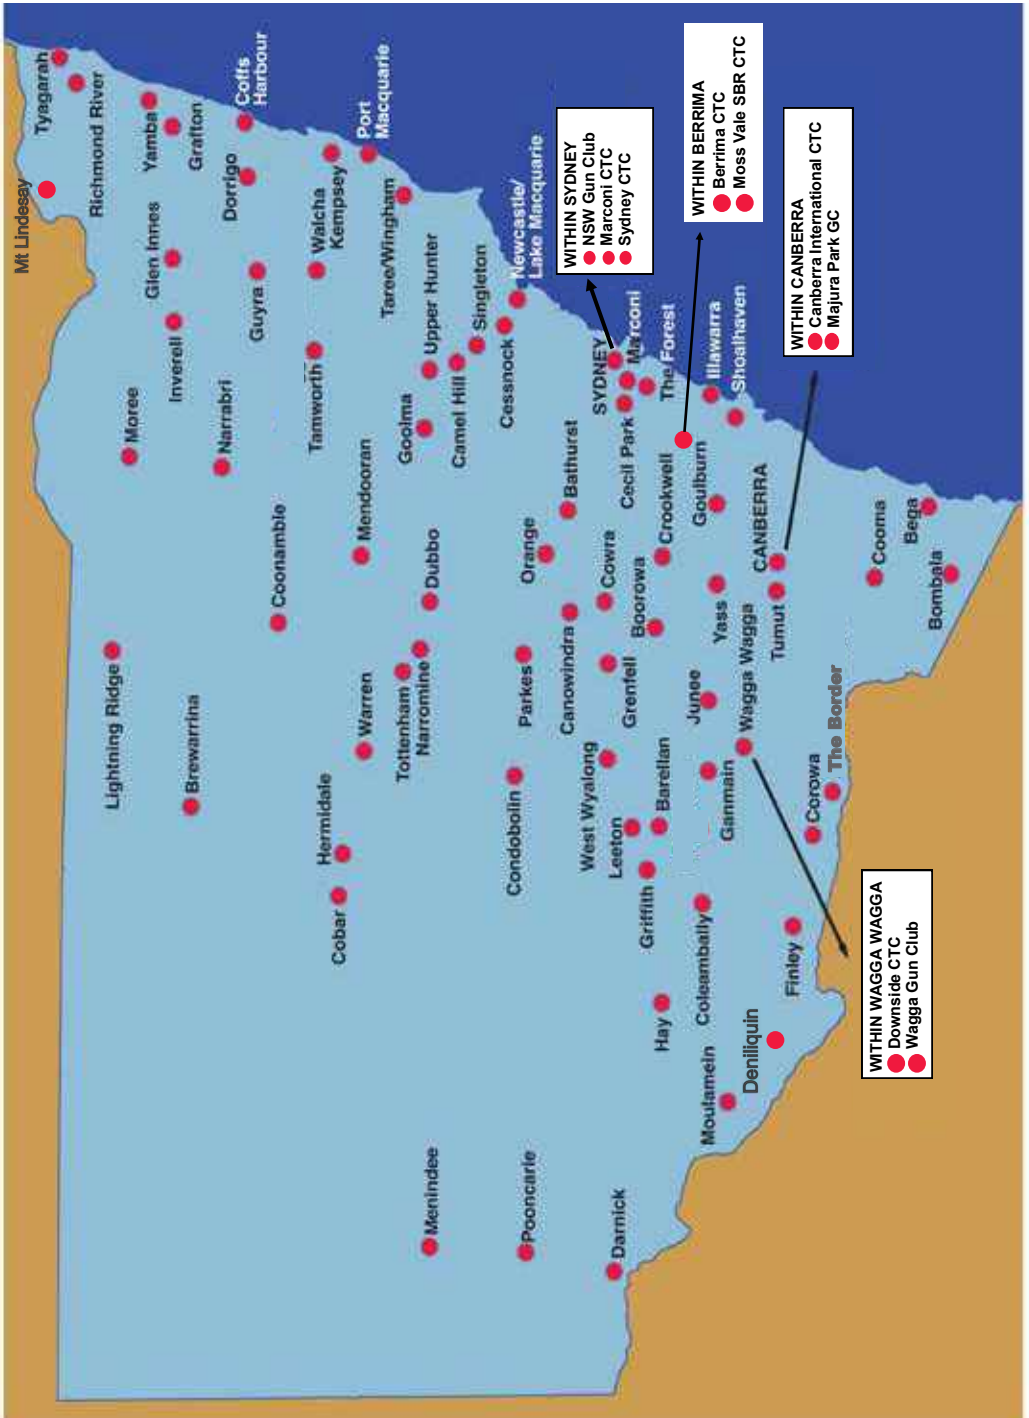 Mt Lindesay
Tyagarah
Richmond River
Yamba
Grafton
Coffs
Harbour
Dorrigo
Glen Innes
Inverell
Guyra
Walcha
Kempsey
Port
Macquarie
Taree/Wingham
Moree
Narrabri
Tamworth
Upper Hunter
Goolma
Camel Hill
Singleton
Newcastle/
Lake Macquarie
Cessnock
Lightning Ridge
Brewarrina
Coonamble
Mendooran
Dubbo
Warren
Tottenham
Narromine
Hermidale
Cobar
Orange
Bathurst
Parkes
Canowindra
Cowra
Condobolin
SYDNEY
Marconi
The Forest
Cecil Park
Illawarra
Shoalhaven
Crookwell
Goulburn
Boorowa
Grenfell
West Wyalong
Leeton
Barellan
Griffith
Yass
CANBERRA
Tumut
Junee
Wagga Wagga
Ganmain
Coleambally
Hay
Cooma
Bega
Bombala
The Border
Corowa
Finley
Deniliquin
Moulamein
Menindee
Pooncarie
Darnick
WITHIN SYDNEY
NSW Gun Club
Marconi CTC
Sydney CTC
WITHIN BERRIMA
Berrima CTC
Moss Vale SBR CTC
WITHIN CANBERRA
Canberra International CTC
Majura Park GC
WITHIN WAGGA WAGGA
Downside CTC
Wagga Gun Club